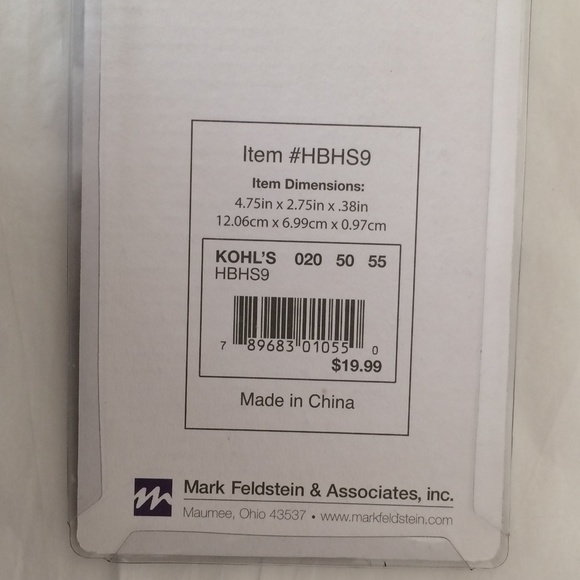 Item #HBHS9
Item Dimensions:
4.75in x 2.75in x .38in
12.06cm x 6.99cm x 0.97cm
KOHL'S 020 50 55
HBHS9
7 89683 01055 0
$19.99
Made in China
m
Mark Feldstein & Associates, inc.
Maumee, Ohio 43537 • www.markfeldstein.com